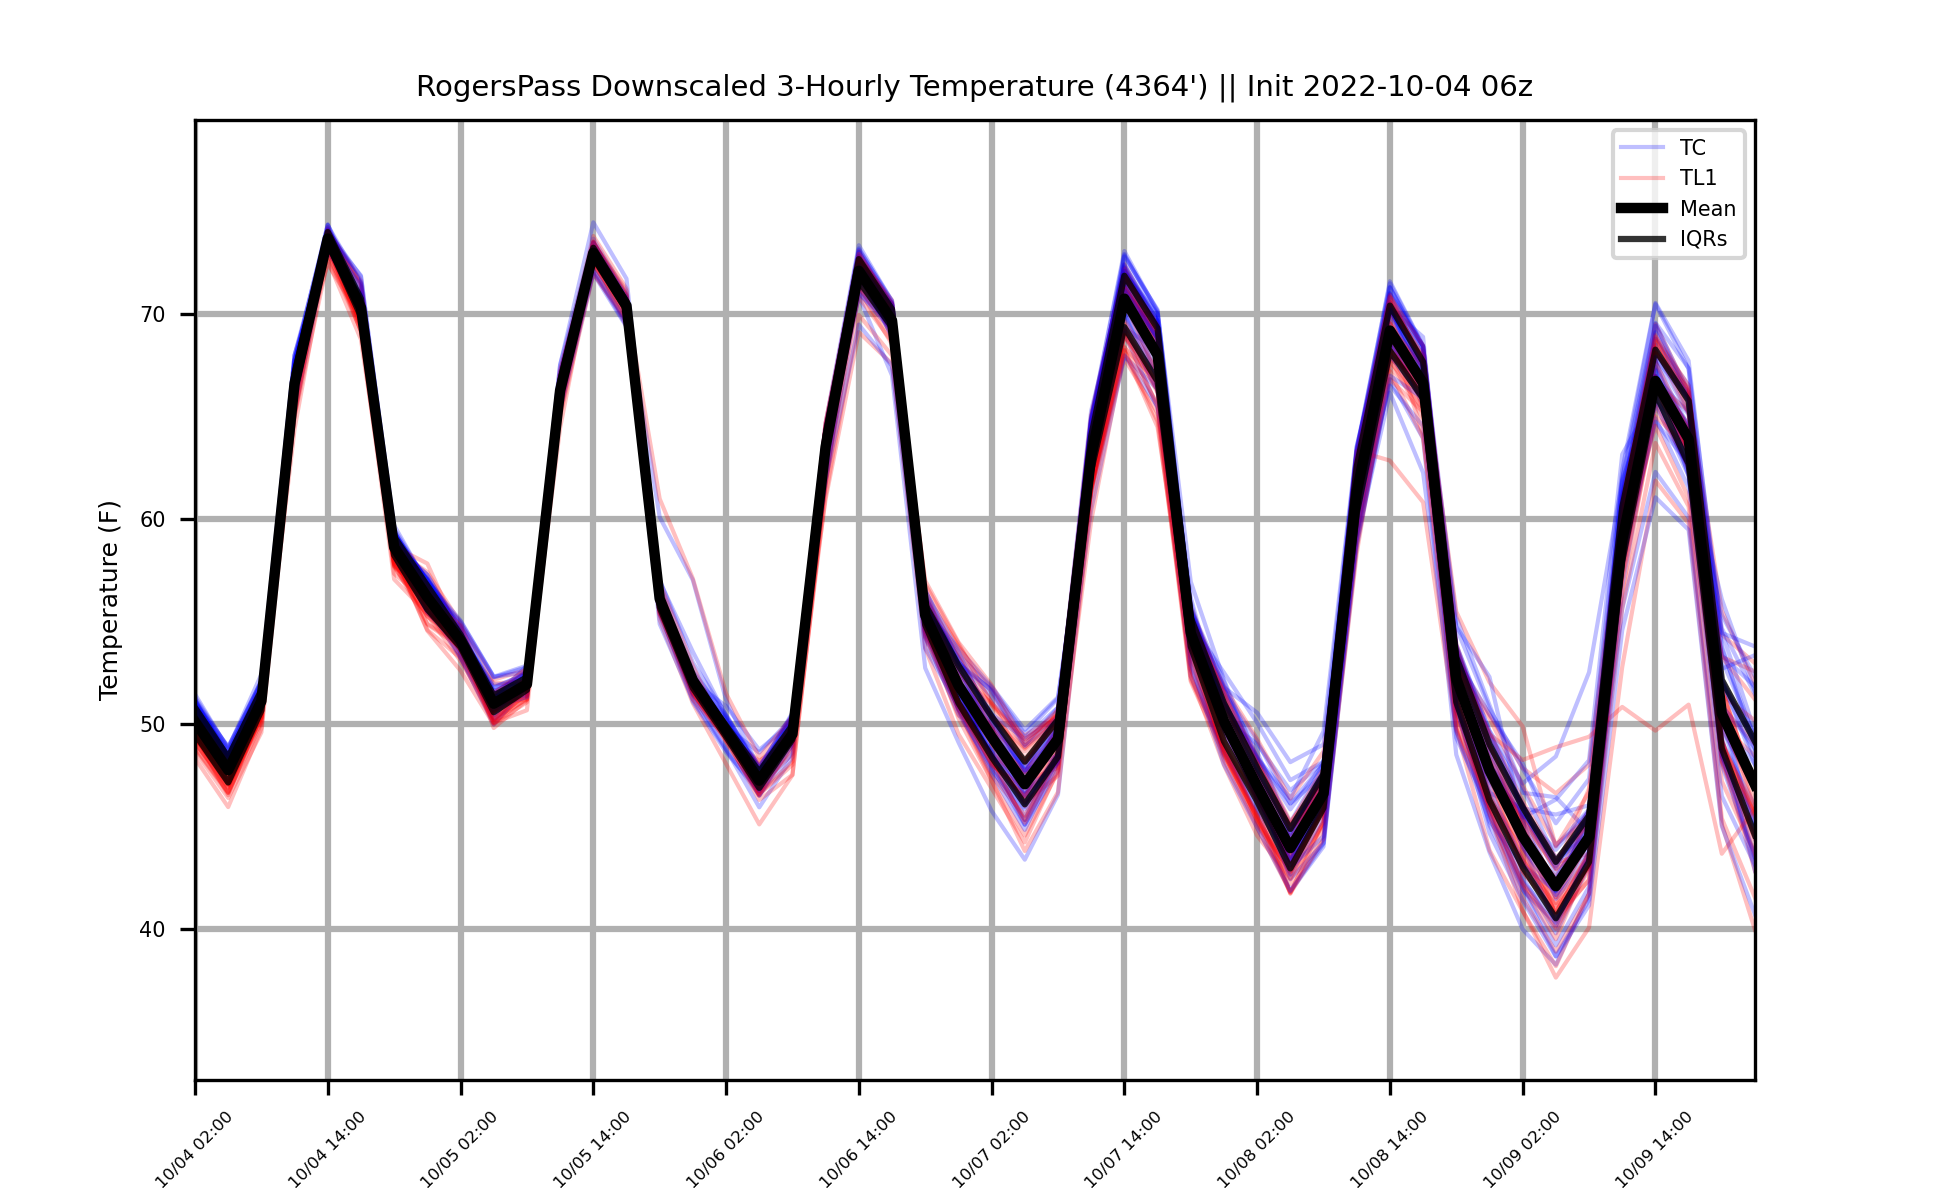 RogersPass Downscaled 3-Hourly Temperature (4364') || Init 2022-10-04 06z
TC
TL1
Mean
IQRs
Temperature (F)
70
60
50
40
10/04 02:00
10/04 14:00
10/05 02:00
10/05 14:00
10/06 02:00
10/06 14:00
10/07 02:00
10/07 14:00
10/08 02:00
10/08 14:00
10/09 02:00
10/09 14:00